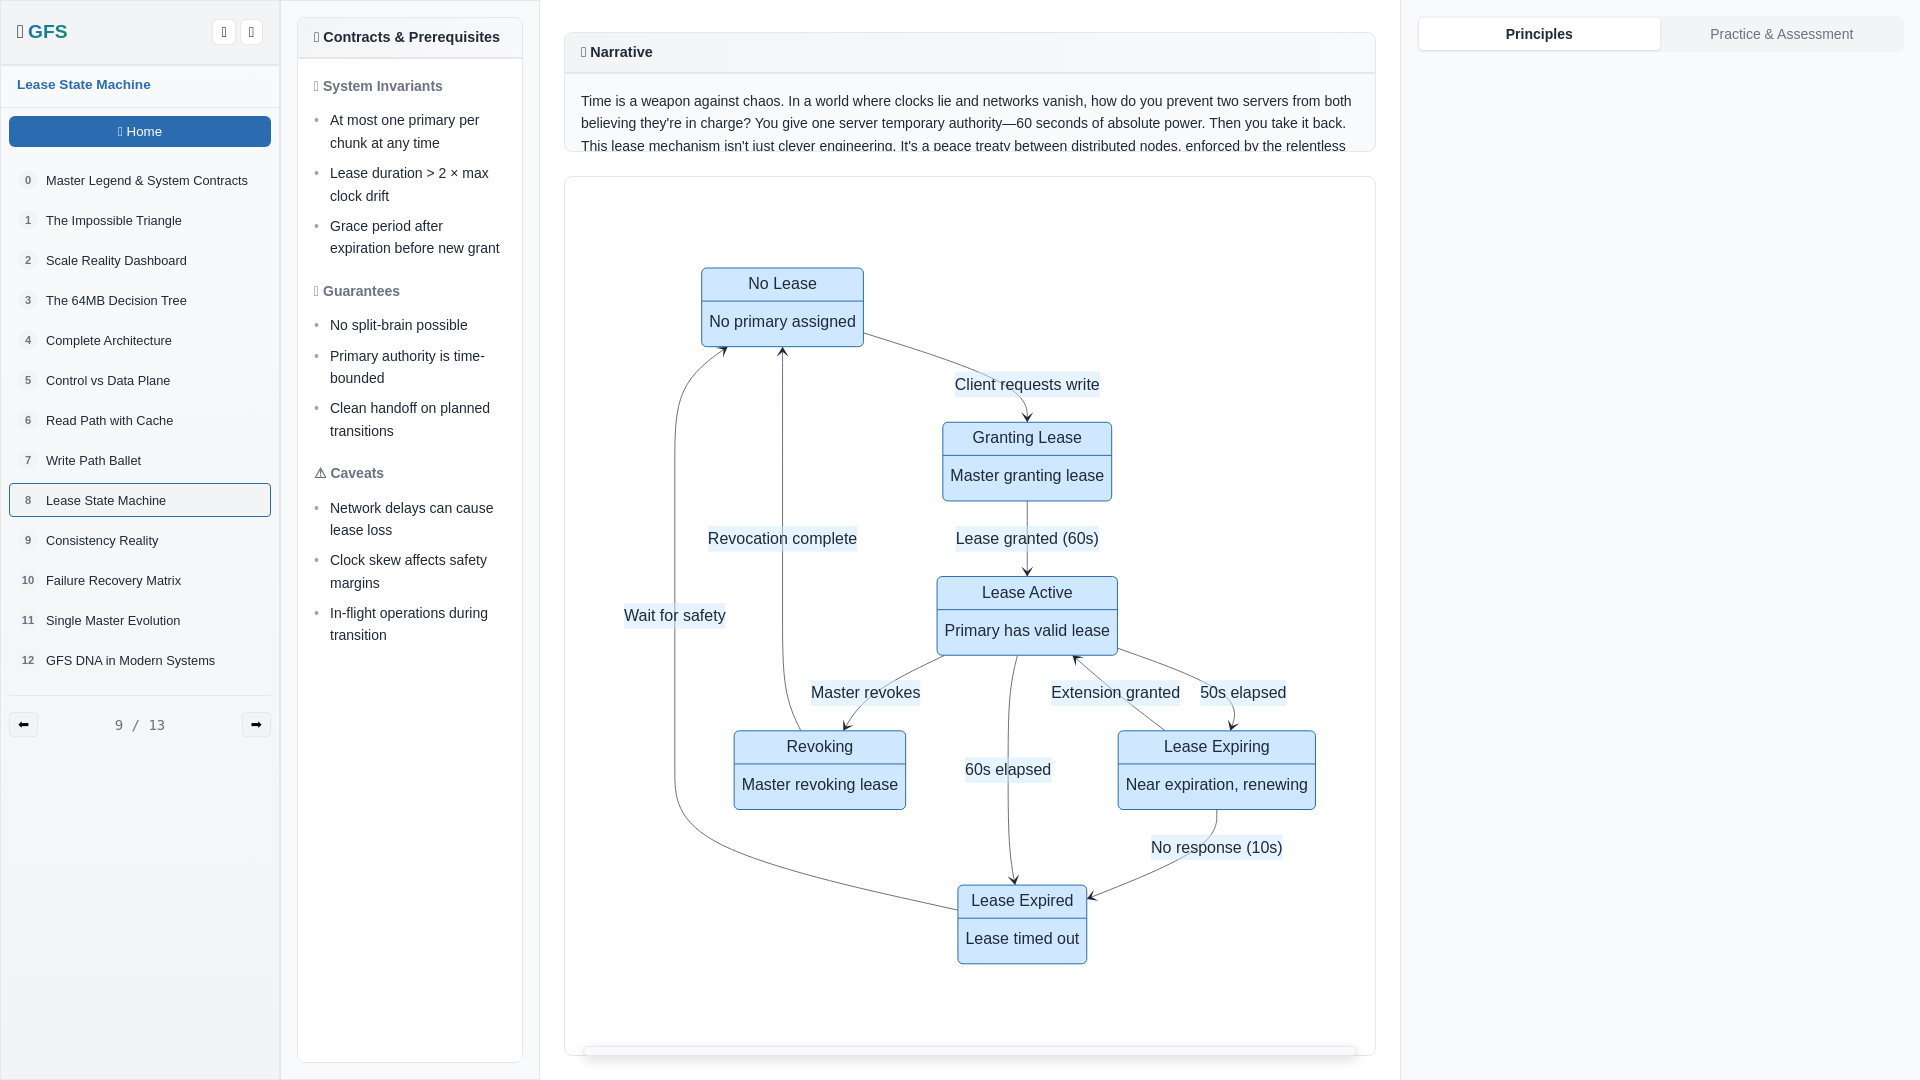 GFS
Lease State Machine
Home
0 Master Legend & System Contracts
1 The Impossible Triangle
2 Scale Reality Dashboard
3 The 64MB Decision Tree
4 Complete Architecture
5 Control vs Data Plane
6 Read Path with Cache
7 Write Path Ballet
8 Lease State Machine
9 Consistency Reality
10 Failure Recovery Matrix
11 Single Master Evolution
12 GFS DNA in Modern Systems
9 / 13
Contracts & Prerequisites
System Invariants
• At most one primary per
chunk at any time
• Lease duration > 2 × max
clock drift
• Grace period after
expiration before new grant
Guarantees
• No split-brain possible
• Primary authority is time-
bounded
• Clean handoff on planned
transitions
⚠ Caveats
• Network delays can cause
lease loss
• Clock skew affects safety
margins
• In-flight operations during
transition
Narrative
Time is a weapon against chaos. In a world where clocks lie and networks vanish, how do you prevent two servers from both
believing they're in charge? You give one server temporary authority—60 seconds of absolute power. Then you take it back.
This lease mechanism isn't just clever engineering. It's a peace treaty between distributed nodes, enforced by the relentless
No Lease
No primary assigned
Client requests write
Granting Lease
Master granting lease
Revocation complete
Lease granted (60s)
Lease Active
Primary has valid lease
Wait for safety
Master revokes
Extension granted
50s elapsed
Revoking
Master revoking lease
60s elapsed
Lease Expiring
Near expiration, renewing
No response (10s)
Lease Expired
Lease timed out
Principles
Practice & Assessment